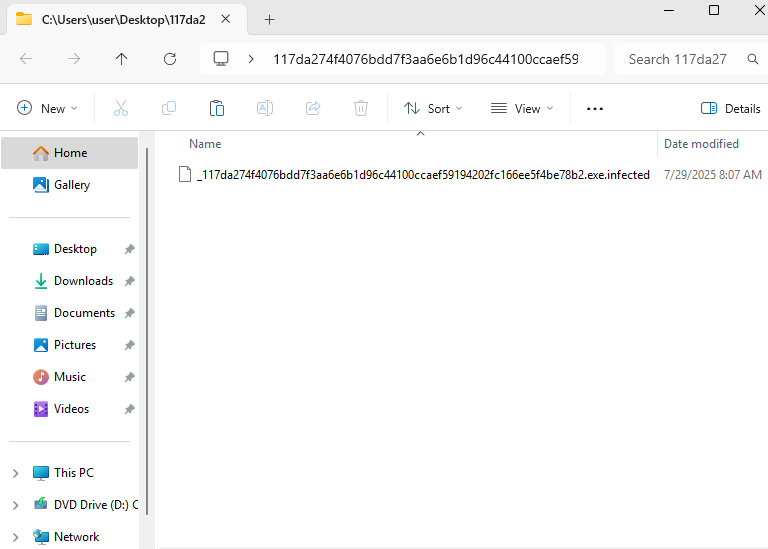 C:\Users\user\Desktop\117da2
117da274f4076bdd7f3aa6e6b1d96c44100ccaef59
Search 117da27
New
Sort
View
Details
Name
Date modified
Home
_117da274f4076bdd7f3aa6e6b1d96c44100ccaef59194202fc166ee5f4be78b2.exe.infected
7/29/2025 8:07 AM
Gallery
Desktop
Downloads
Documents
Pictures
Music
Videos
This PC
DVD Drive (D:) C
Network